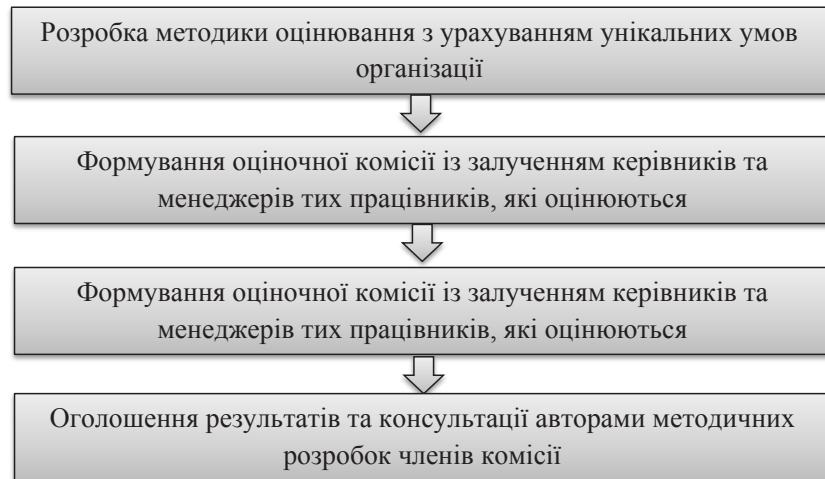 Розробка методики оцінювання з урахуванням унікальних умов
організації
Формування оціночної комісії із залученням керівників та
менеджерів тих працівників, які оцінюються
Формування оціночної комісії із залученням керівників та
менеджерів тих працівників, які оцінюються
Оголошення результатів та консультації авторами методичних
розробок членів комісії